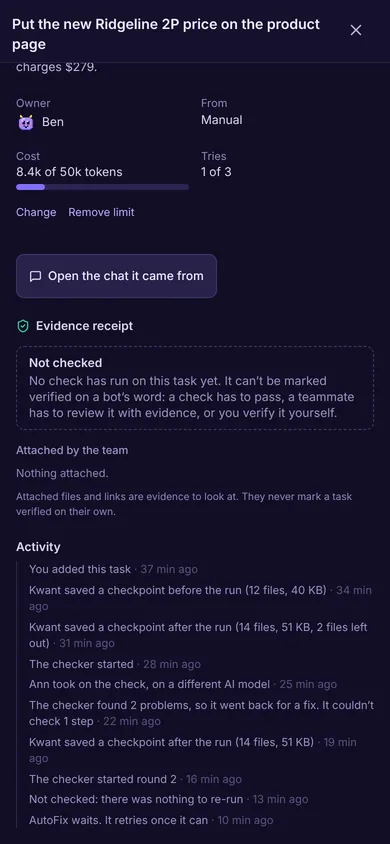 Put the new Ridgeline 2P price on the product
page
charges $279.
Owner
From
Ben
Manual
Cost
Tries
8.4k of 50k tokens
1 of 3
Change Remove limit
Open the chat it came from
Evidence receipt
Not checked
No check has run on this task yet. It can’t be marked
verified on a bot’s word: a check has to pass, a teammate
has to review it with evidence, or you verify it yourself.
Attached by the team
Nothing attached.
Attached files and links are evidence to look at. They never mark a task
verified on their own.
Activity
You added this task · 37 min ago
Kwant saved a checkpoint before the run (12 files, 40 KB) · 34 min
ago
Kwant saved a checkpoint after the run (14 files, 51 KB, 2 files left
out) · 31 min ago
The checker started · 28 min ago
Ann took on the check, on a different AI model · 25 min ago
The checker found 2 problems, so it went back for a fix. It couldn’t
check 1 step · 22 min ago
Kwant saved a checkpoint after the run (14 files, 51 KB) · 19 min
ago
The checker started round 2 · 16 min ago
Not checked: there was nothing to re-run · 13 min ago
AutoFix waits. It retries once it can · 10 min ago